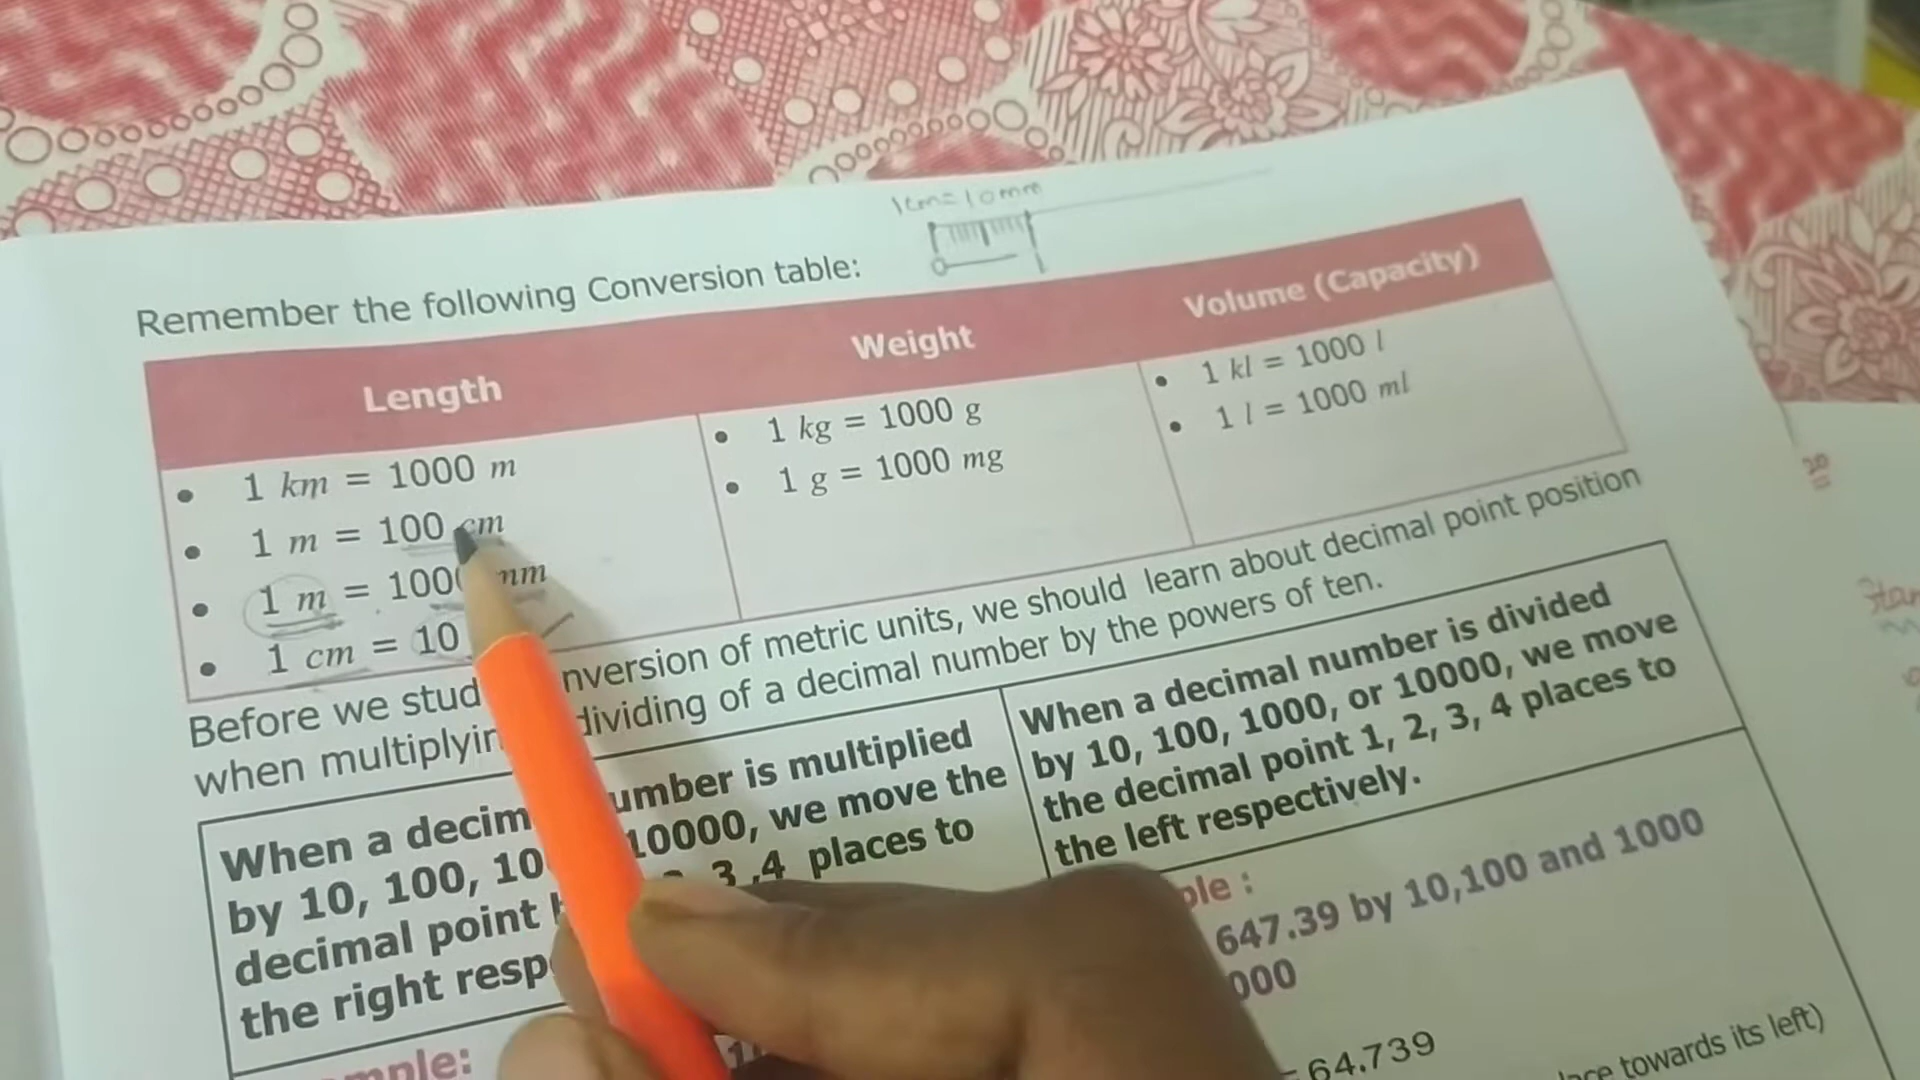 1cm=10mm
Remember the following Conversion table:
Length
Weight
Volume (Capacity)
• 1 km = 1000 m
• 1 m = 100 cm
• 1 m = 100
• 1 cm = 10
• 1 kg = 1000 g
• 1 g = 1000 mg
• 1 kl = 1000 l
• 1 l = 1000 ml
Before we stud nversion of metric units, we should learn about decimal point position
when multiplyin dividing of a decimal number by the powers of ten.
When a decim umber is multiplied
by 10, 100, 10 10000, we move the
decimal point 3 ,4 places to
the right resp
When a decimal number is divided
by 10, 100, 1000, or 10000, we move
the decimal point 1, 2, 3, 4 places to
the left respectively.
mple:
ple :
647.39 by 10,100 and 1000
000
= 64.739
lace towards its left)
20